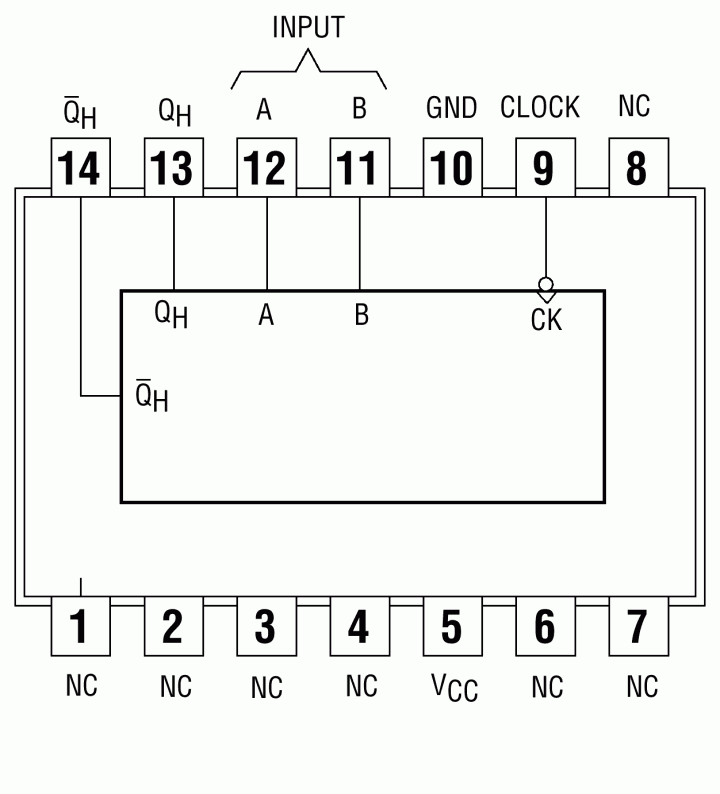 INPUT
Q̅H QH A B GND CLOCK NC
14 13 12 11 10 9 8
QH A B CK
Q̅H
1 2 3 4 5 6 7
NC NC NC NC VCC NC NC